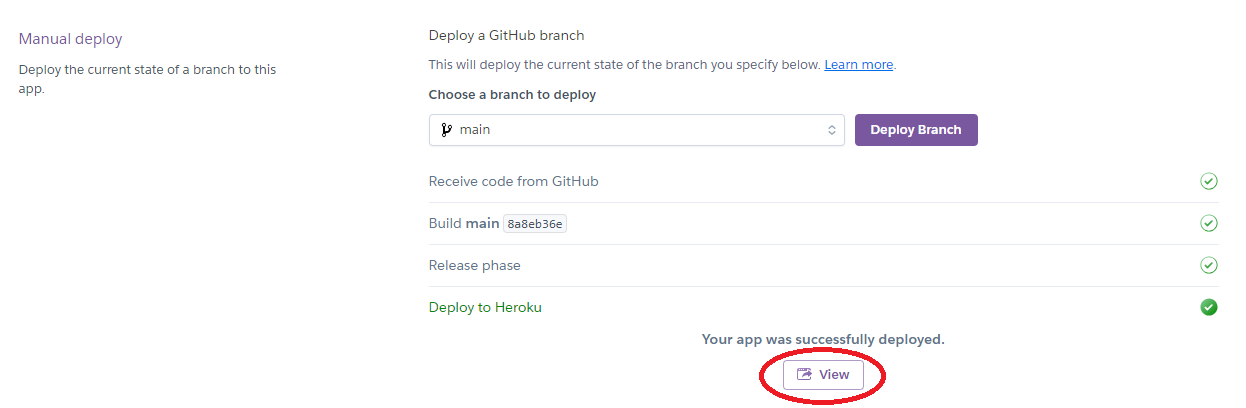 Manual deploy
Deploy the current state of a branch to this
app.
Deploy a GitHub branch
This will deploy the current state of the branch you specify below. Learn more.
Choose a branch to deploy
main
Deploy Branch
Receive code from GitHub
Build main 8a8eb36e
Release phase
Deploy to Heroku
Your app was successfully deployed.
View